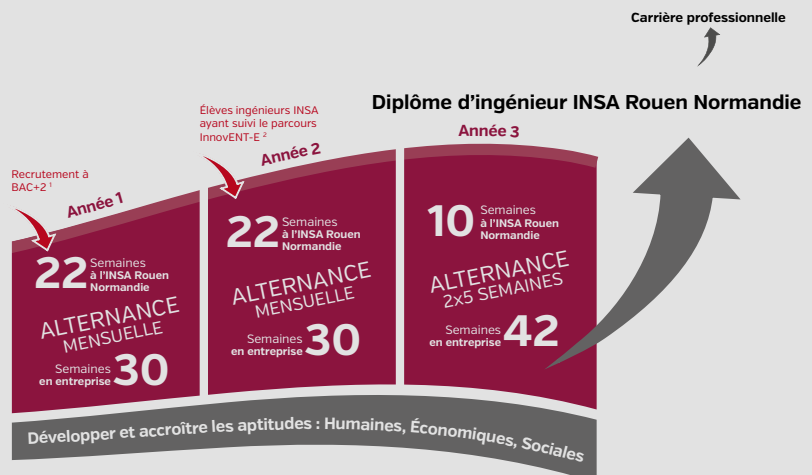 Carrière professionnelle
Diplôme d’ingénieur INSA Rouen Normandie
Recrutement à
BAC+2 ¹
Année 1
22 Semaines
à l’INSA Rouen
Normandie
ALTERNANCE
MENSUELLE
Semaines
en entreprise 30
Élèves ingénieurs INSA
ayant suivi le parcours
InnovENT-E ²
Année 2
22 Semaines
à l’INSA Rouen
Normandie
ALTERNANCE
MENSUELLE
Semaines
en entreprise 30
Année 3
10 Semaines
à l’INSA Rouen
Normandie
ALTERNANCE
2x5 SEMAINES
Semaines
en entreprise 42
Développer et accroître les aptitudes : Humaines, Économiques, Sociales